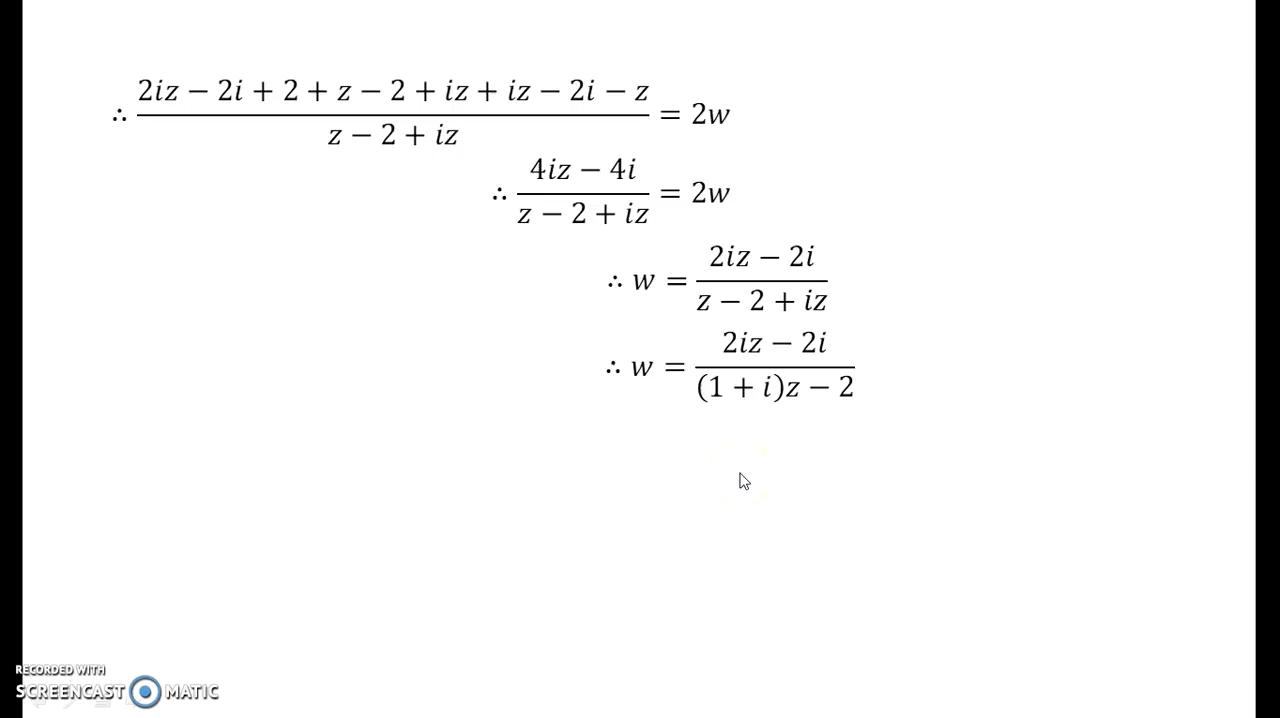 ∴ (2iz − 2i + 2 + z − 2 + iz + iz − 2i − z)/(z − 2 + iz) = 2w
∴ (4iz − 4i)/(z − 2 + iz) = 2w
∴ w = (2iz − 2i)/(z − 2 + iz)
∴ w = (2iz − 2i)/((1 + i)z − 2)
RECORDED WITH
SCREENCAST MATIC